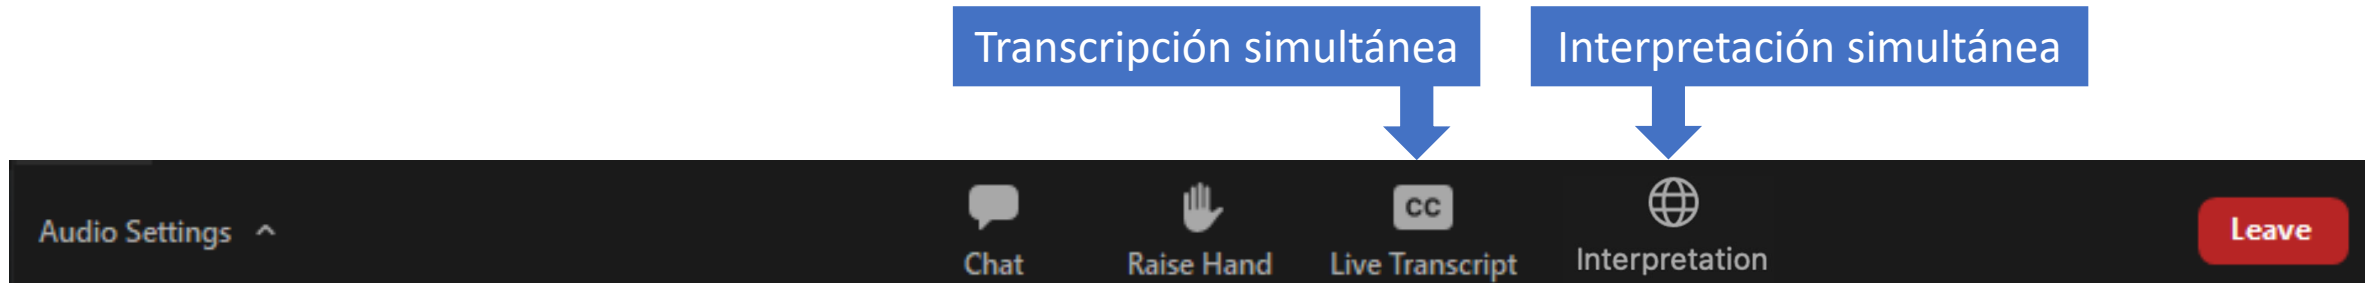 Transcripción simultánea
Interpretación simultánea
Audio Settings
CC
Chat
Raise Hand
Live Transcript
Interpretation
Leave